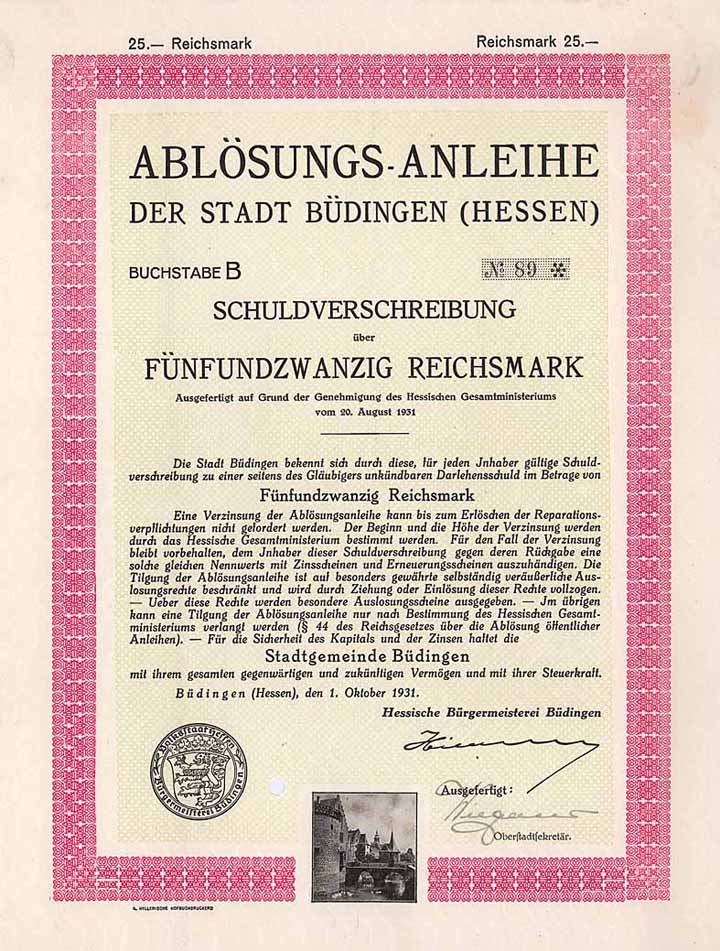 25.— Reichsmark
Reichsmark 25.—
ABLÖSUNGS-ANLEIHE
DER STADT BÜDINGEN (HESSEN)
BUCHSTABE B
№ 89 ✻
SCHULDVERSCHREIBUNG
über
FÜNFUNDZWANZIG REICHSMARK
Ausgefertigt auf Grund der Genehmigung des Hessischen Gesamtministeriums
vom 20. August 1931
Die Stadt Büdingen bekennt sich durch diese, für jeden Jnhaber gültige Schuld-
verschreibung zu einer seitens des Gläubigers unkündbaren Darlehensschuld im Betrage von
Fünfundzwanzig Reichsmark
Eine Verzinsung der Ablösungsanleihe kann bis zum Erlöschen der Reparations-
verpflichtungen nicht gefordert werden. Der Beginn und die Höhe der Verzinsung werden
durch das Hessische Gesamtministerium bestimmt werden. Für den Fall der Verzinsung
bleibt vorbehalten, dem Jnhaber dieser Schuldverschreibung gegen deren Rückgabe eine
solche gleichen Nennwerts mit Zinsscheinen und Erneuerungsscheinen auszuhändigen. Die
Tilgung der Ablösungsanleihe ist auf besonders gewährte selbständig veräußerliche Aus-
losungsrechte beschränkt und wird durch Ziehung oder Einlösung dieser Rechte vollzogen.
— Ueber diese Rechte werden besondere Auslosungsscheine ausgegeben. — Jm übrigen
kann eine Tilgung der Ablösungsanleihe nur nach Bestimmung des Hessischen Gesamt-
ministeriums verlangt werden (§ 44 des Reichsgesetzes über die Ablösung öffentlicher
Anleihen). — Für die Sicherheit des Kapitals und der Zinsen haftet die
Stadtgemeinde Büdingen
mit ihrem gesamten gegenwärtigen und zukünftigen Vermögen und mit ihrer Steuerkraft.
Büdingen (Hessen), den 1. Oktober 1931.
Hessische Bürgermeisterei Büdingen
Volksstaat Hessen
Bürgermeisterei Büdingen
Ausgefertigt:
Oberstadtsekretär.
A. HELLER'SCHE HOFBUCHDRUCKEREI